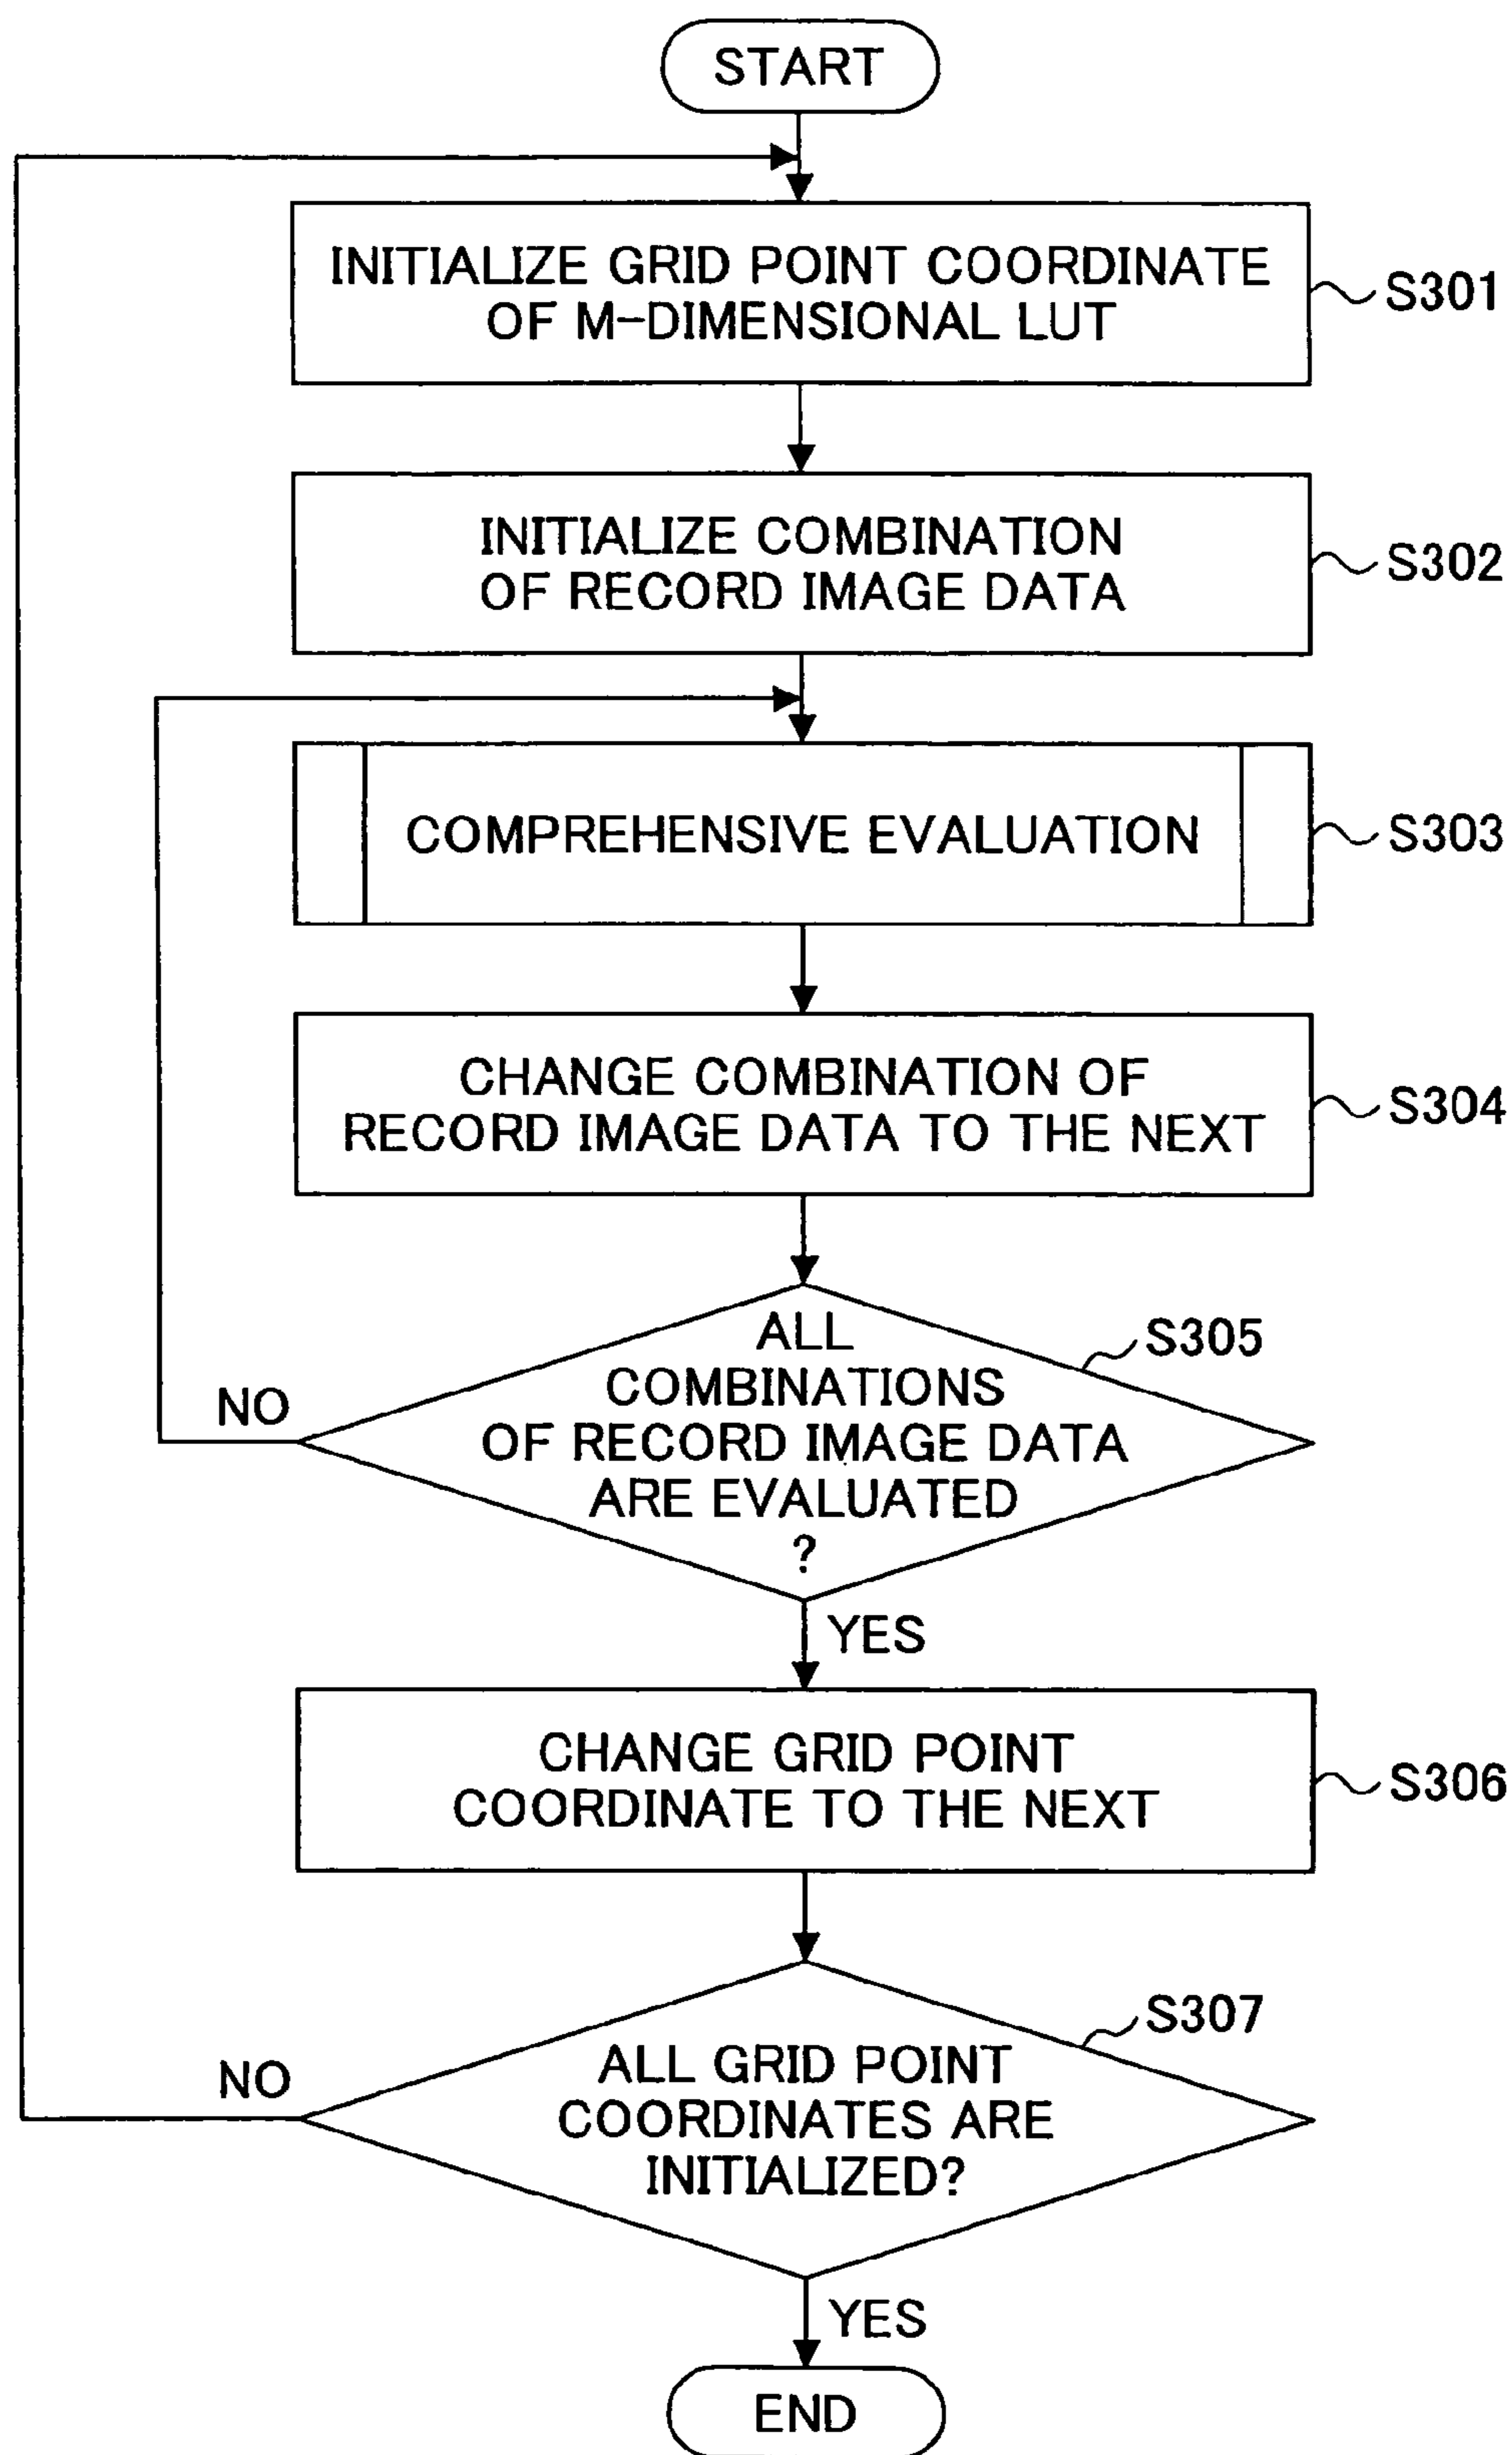 START
INITIALIZE GRID POINT COORDINATE
OF M-DIMENSIONAL LUT
S301
INITIALIZE COMBINATION
OF RECORD IMAGE DATA
S302
COMPREHENSIVE EVALUATION
S303
CHANGE COMBINATION OF
RECORD IMAGE DATA TO THE NEXT
S304
ALL
COMBINATIONS
OF RECORD IMAGE DATA
ARE EVALUATED
?
S305
NO
YES
CHANGE GRID POINT
COORDINATE TO THE NEXT
S306
ALL GRID POINT
COORDINATES ARE
INITIALIZED?
S307
NO
YES
END